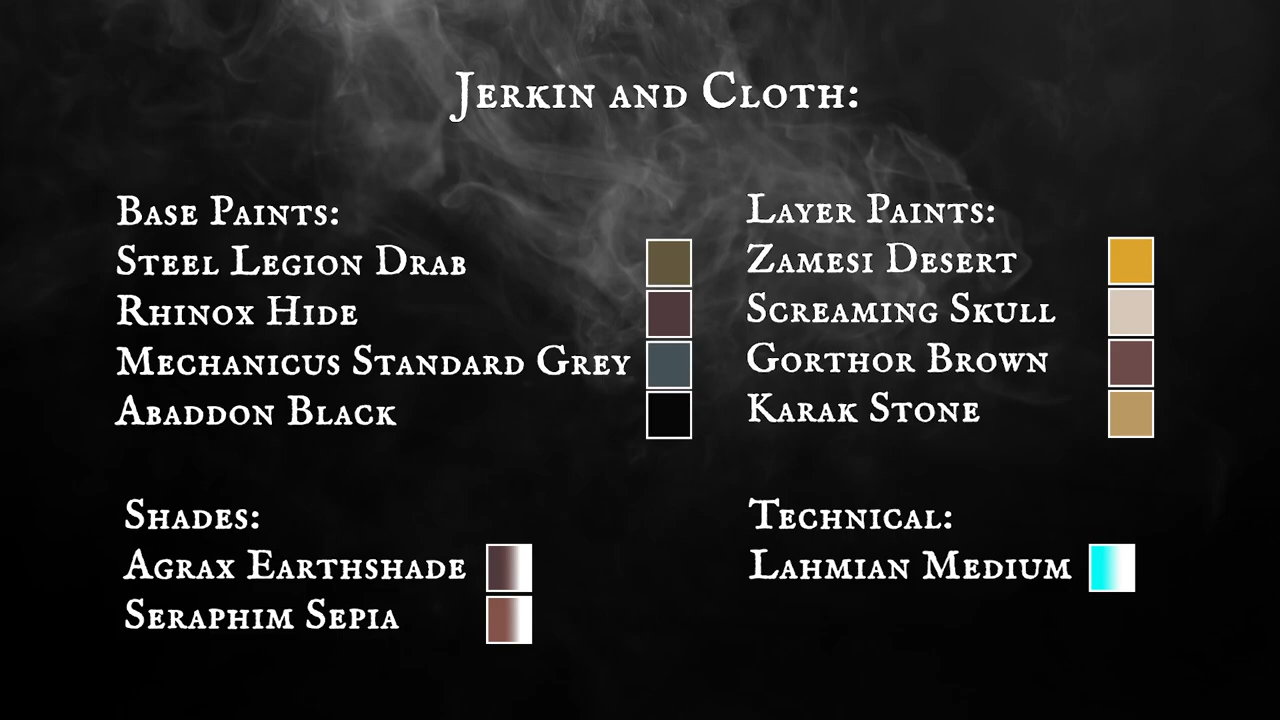 Jerkin and Cloth:
Base Paints:
Steel Legion Drab
Rhinox Hide
Mechanicus Standard Grey
Abaddon Black
Layer Paints:
Zamesi Desert
Screaming Skull
Gorthor Brown
Karak Stone
Shades:
Agrax Earthshade
Seraphim Sepia
Technical:
Lahmian Medium